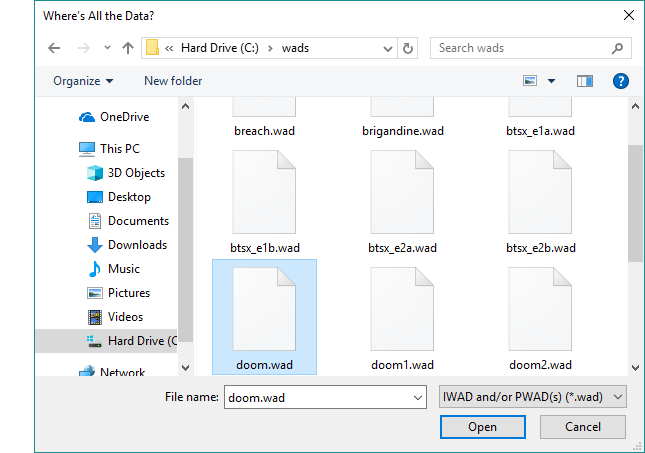 Where's All the Data?
« Hard Drive (C:) › wads
Search wads
Organize
New folder
?
OneDrive
This PC
3D Objects
Desktop
Documents
Downloads
Music
Pictures
Videos
Hard Drive (C
Network
breach.wad
brigandine.wad
btsx_e1a.wad
btsx_e1b.wad
btsx_e2a.wad
btsx_e2b.wad
doom.wad
doom1.wad
doom2.wad
File name: doom.wad
IWAD and/or PWAD(s) (*.wad)
Open
Cancel